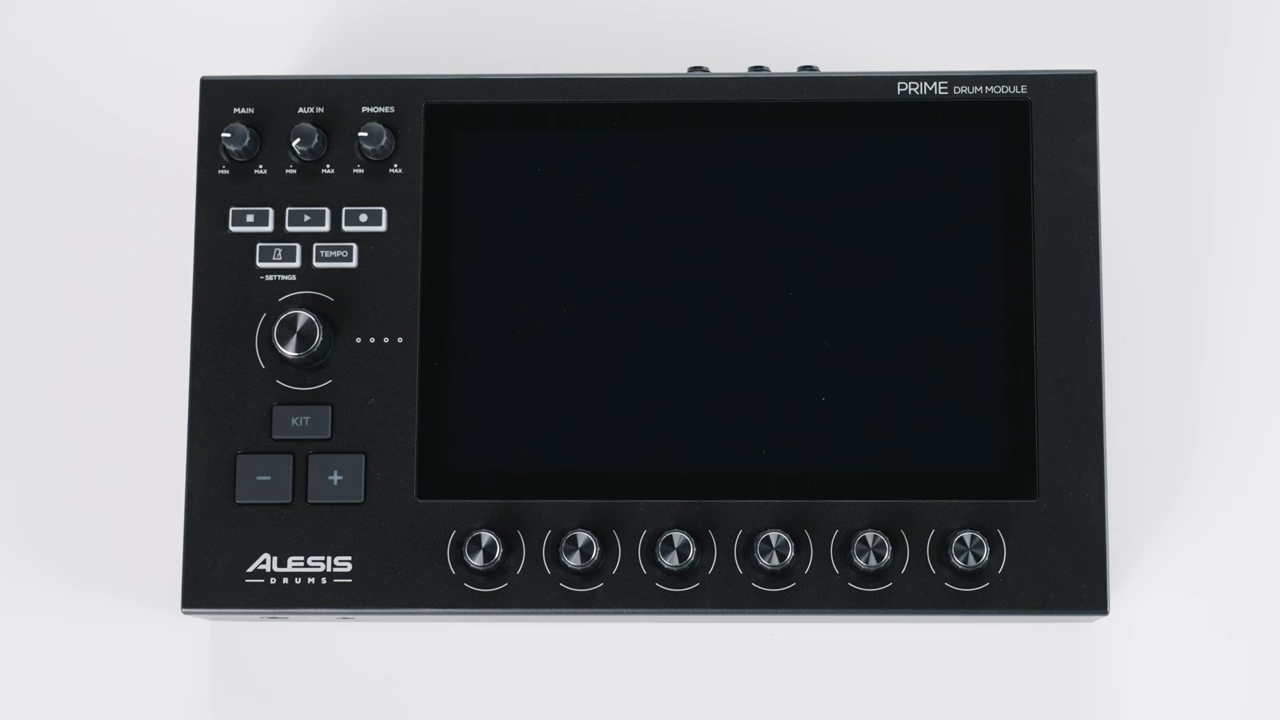 PRIME DRUM MODULE
MAIN
AUX IN
PHONES
MIN MAX
MIN MAX
MIN MAX
TEMPO
SETTINGS
KIT
− +
ALESIS
DRUMS